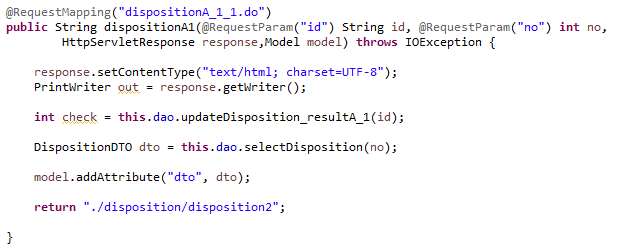 @RequestMapping("dispositionA_1_1.do")
public String dispositionA1(@RequestParam("id") String id, @RequestParam("no") int no,
        HttpServletResponse response,Model model) throws IOException {
    response.setContentType("text/html; charset=UTF-8");
    PrintWriter out = response.getWriter();
    int check = this.dao.updateDisposition_resultA_1(id);
    DispositionDTO dto = this.dao.selectDisposition(no);
    model.addAttribute("dto", dto);
    return "./disposition/disposition2";
}